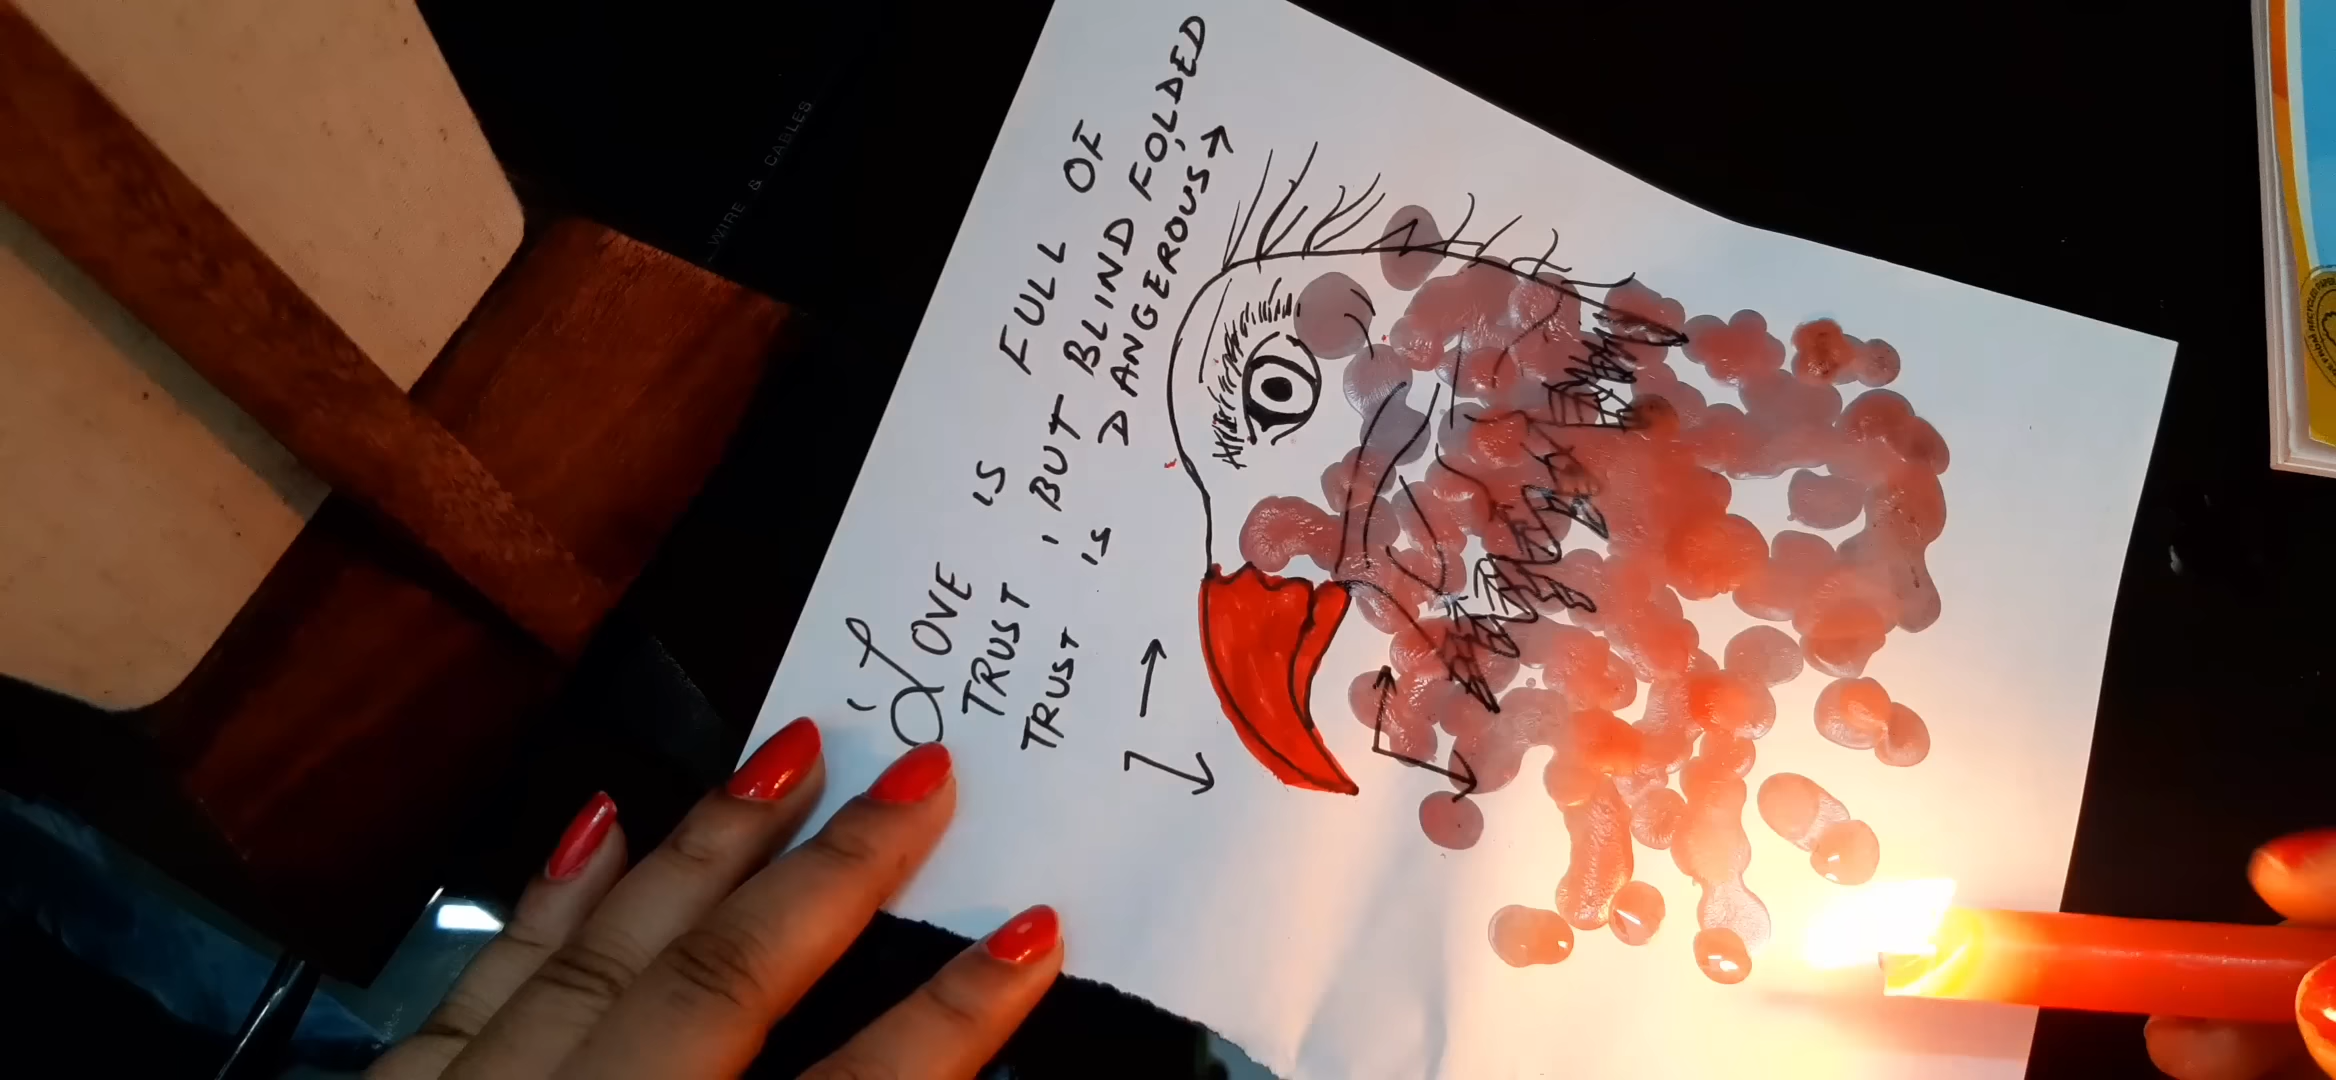 'LOVE IS FULL OF
TRUST, BUT BLIND FOLDED
TRUST IS DANGEROUS →
WIRE & CABLES